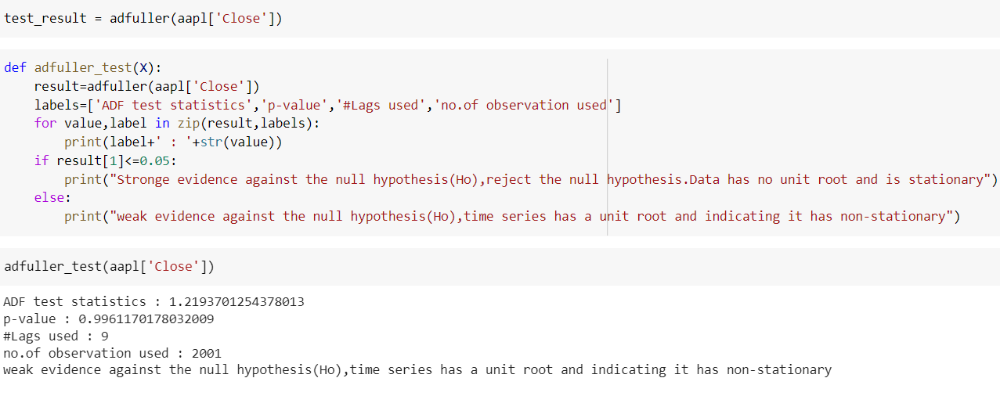 test_result = adfuller(aapl['Close'])
def adfuller_test(X):
    result=adfuller(aapl['Close'])
    labels=['ADF test statistics','p-value','#Lags used','no.of observation used']
    for value,label in zip(result,labels):
        print(label+' : '+str(value))
    if result[1]<=0.05:
        print("Stronge evidence against the null hypothesis(Ho),reject the null hypothesis.Data has no unit root and is stationary")
    else:
        print("weak evidence against the null hypothesis(Ho),time series has a unit root and indicating it has non-stationary")
adfuller_test(aapl['Close'])
ADF test statistics : 1.2193701254378013
p-value : 0.9961170178032009
#Lags used : 9
no.of observation used : 2001
weak evidence against the null hypothesis(Ho),time series has a unit root and indicating it has non-stationary